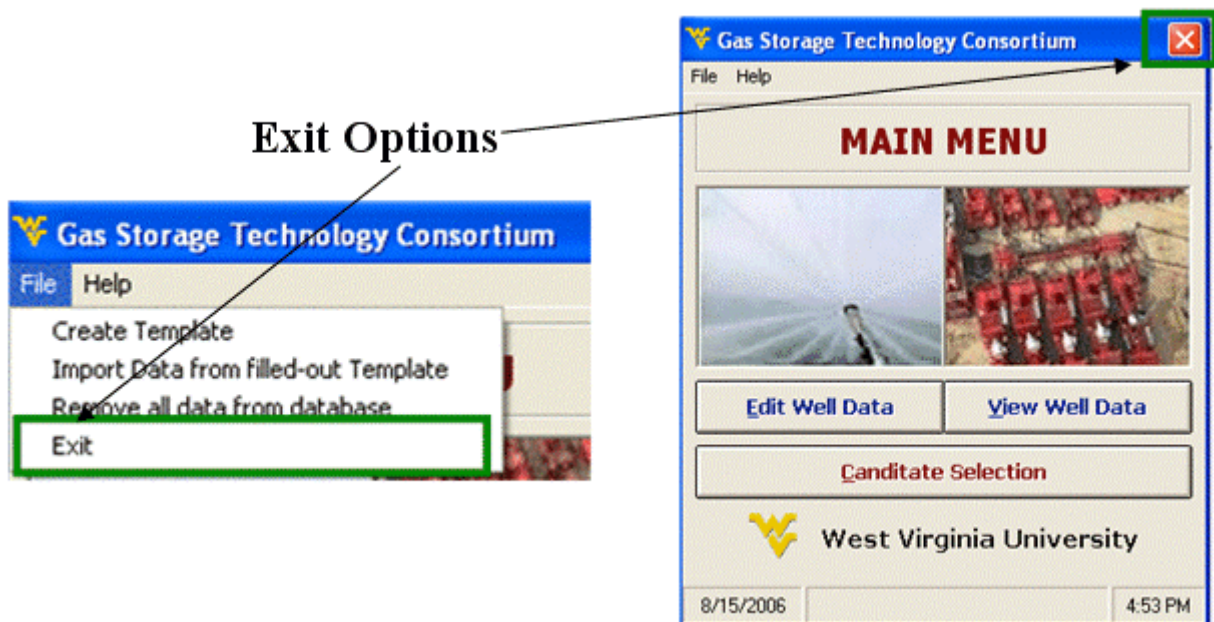 Exit Options
Gas Storage Technology Consortium
File Help
Create Template
Import Data from filled-out Template
Remove all data from database
Exit
Gas Storage Technology Consortium
File Help
MAIN MENU
Edit Well Data View Well Data
Canditate Selection
West Virginia University
8/15/2006 4:53 PM